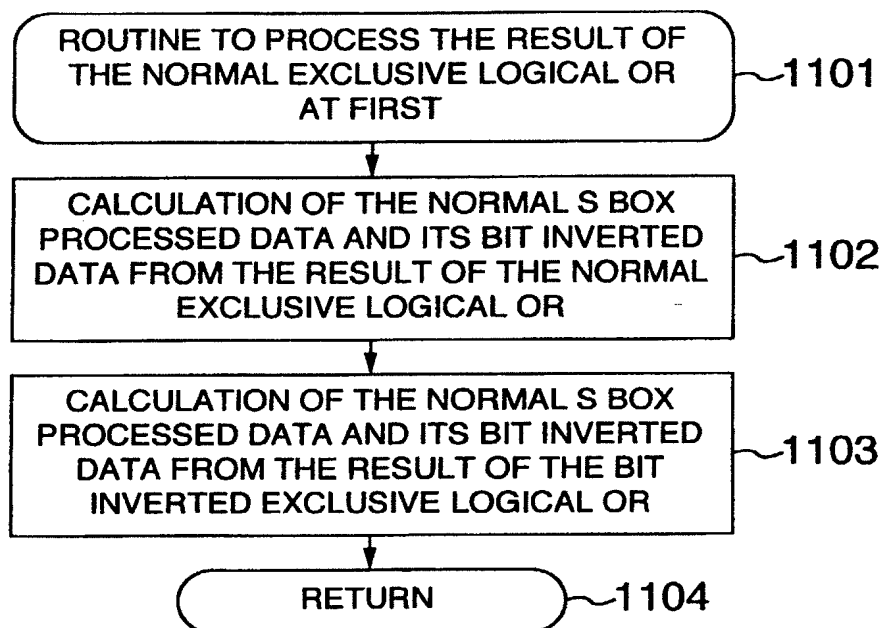 ROUTINE TO PROCESS THE RESULT OF
THE NORMAL EXCLUSIVE LOGICAL OR
AT FIRST
1101
CALCULATION OF THE NORMAL S BOX
PROCESSED DATA AND ITS BIT INVERTED
DATA FROM THE RESULT OF THE NORMAL
EXCLUSIVE LOGICAL OR
1102
CALCULATION OF THE NORMAL S BOX
PROCESSED DATA AND ITS BIT INVERTED
DATA FROM THE RESULT OF THE BIT
INVERTED EXCLUSIVE LOGICAL OR
1103
RETURN
1104